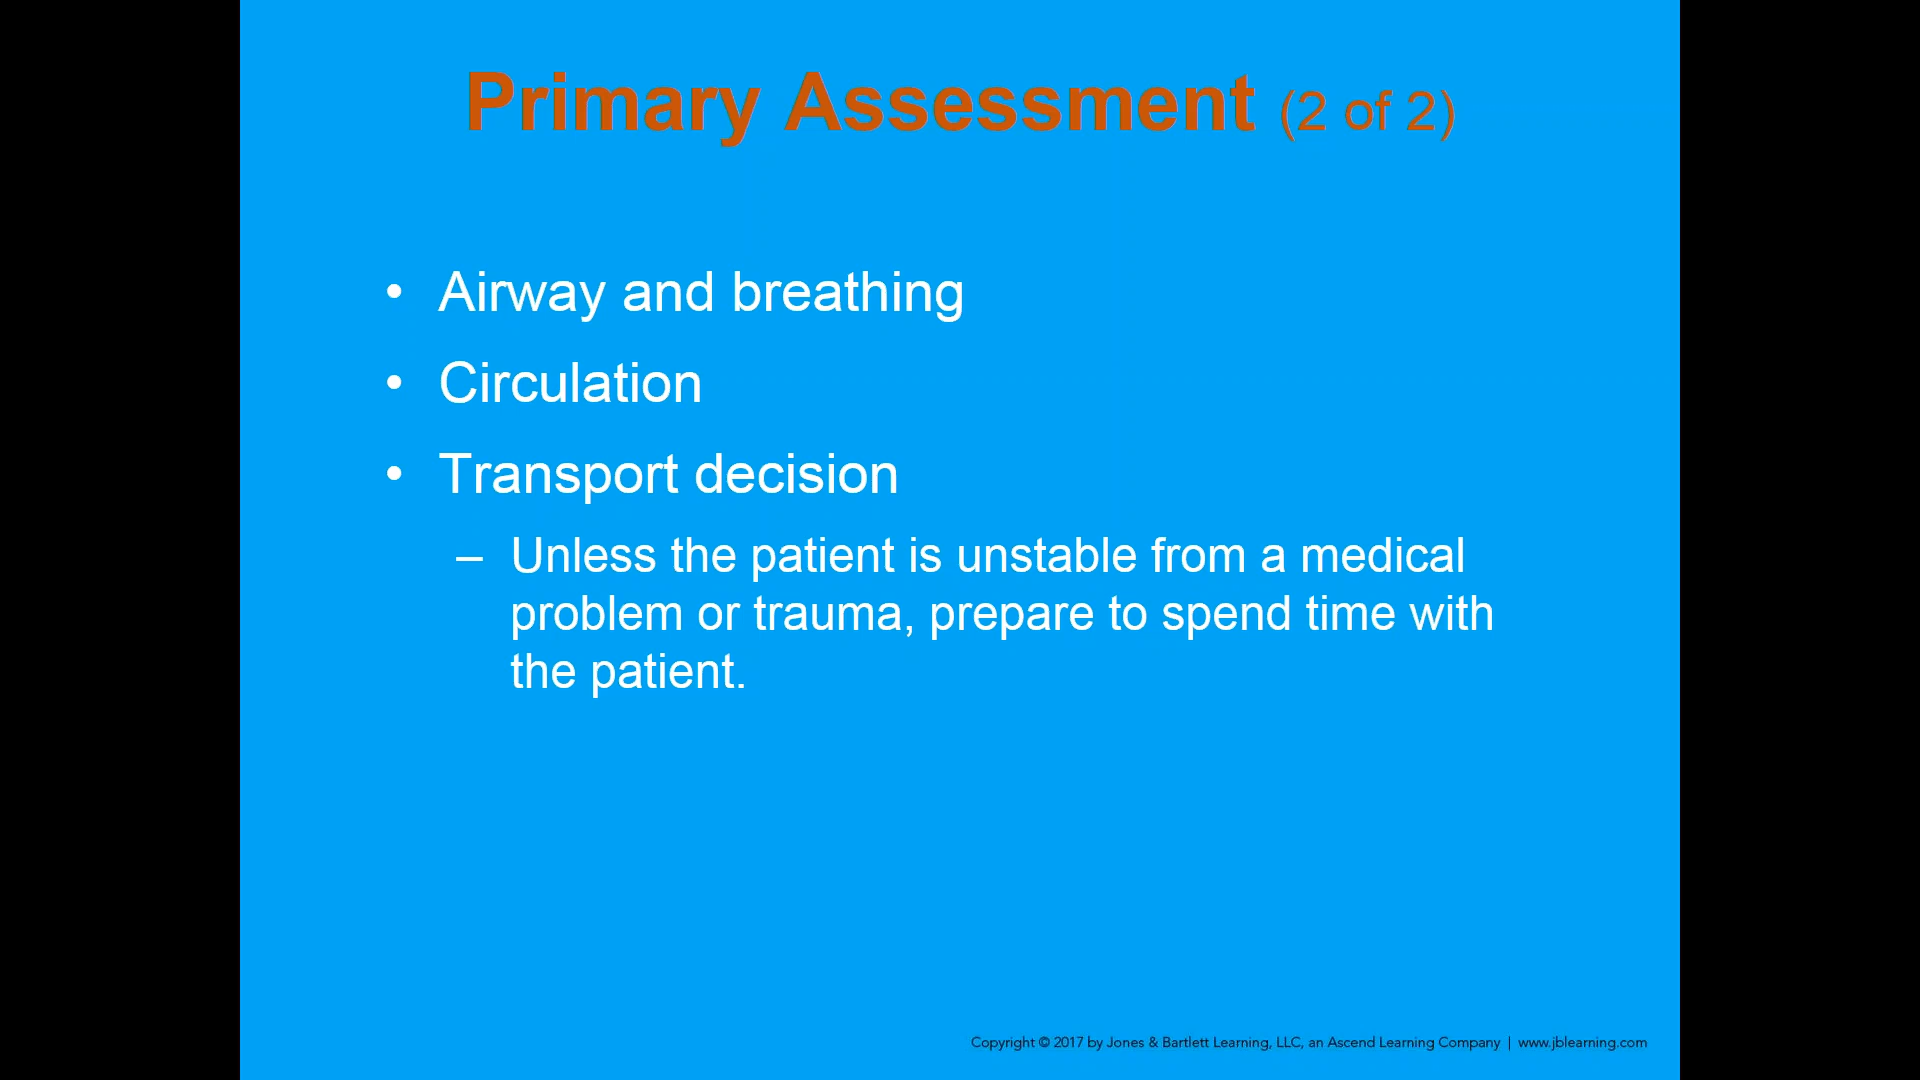 Primary Assessment (2 of 2)
• Airway and breathing
• Circulation
• Transport decision
– Unless the patient is unstable from a medical
problem or trauma, prepare to spend time with
the patient.
Copyright © 2017 by Jones & Bartlett Learning, LLC, an Ascend Learning Company | www.jblearning.com